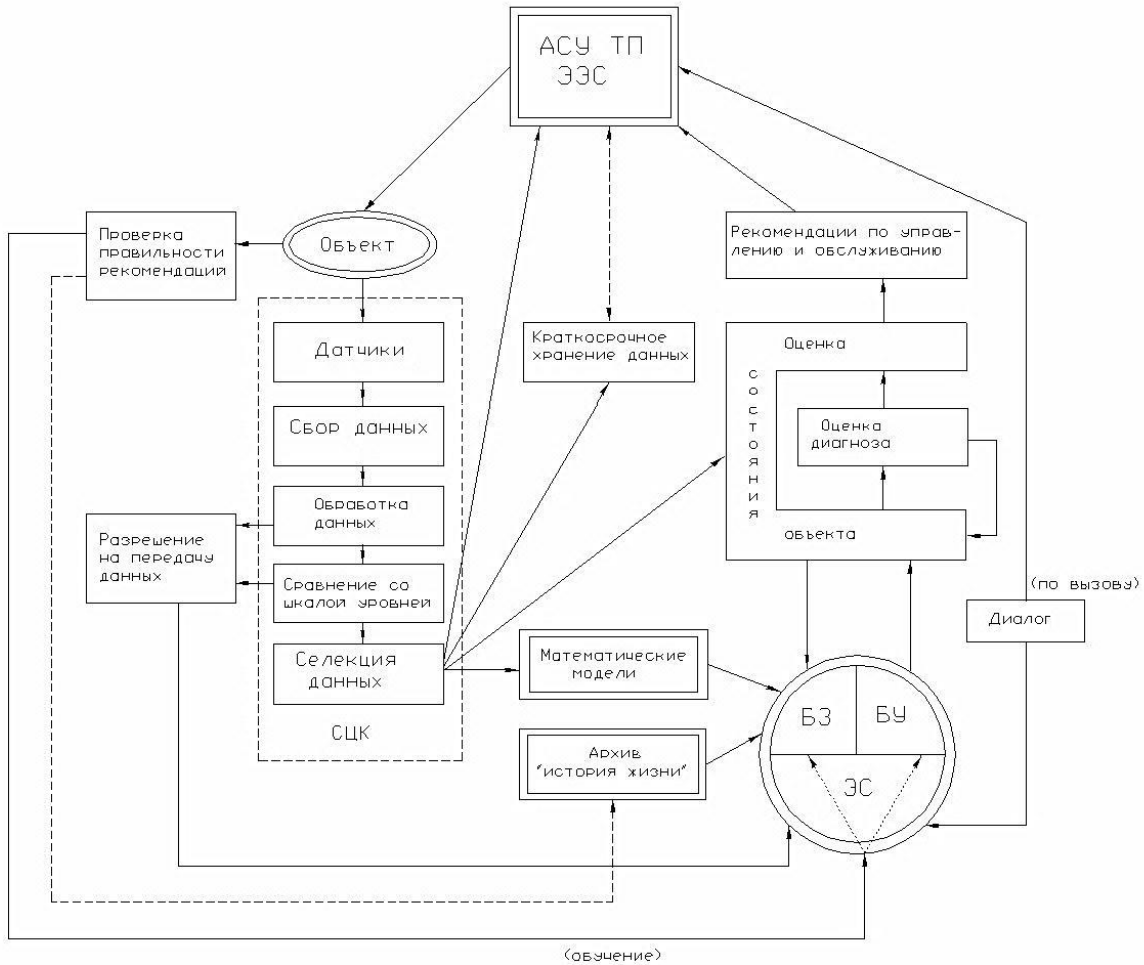 АСУ ТП
ЭЭС
Проверка
правильности
рекомендаций
Объект
Рекомендации по управ-
лению и обслуживанию
Датчики
Краткосрочное
хранение данных
Оценка
состояния
объекта
Оценка
диагноза
Сбор данных
Обработка
данных
Разрешение
на передачу
данных
Сравнение со
шкалой уровней
Селекция
данных
СЦК
(по вызову)
Диалог
Математические
модели
Архив
"история жизни"
БЗ
БУ
ЭС
(обучение)